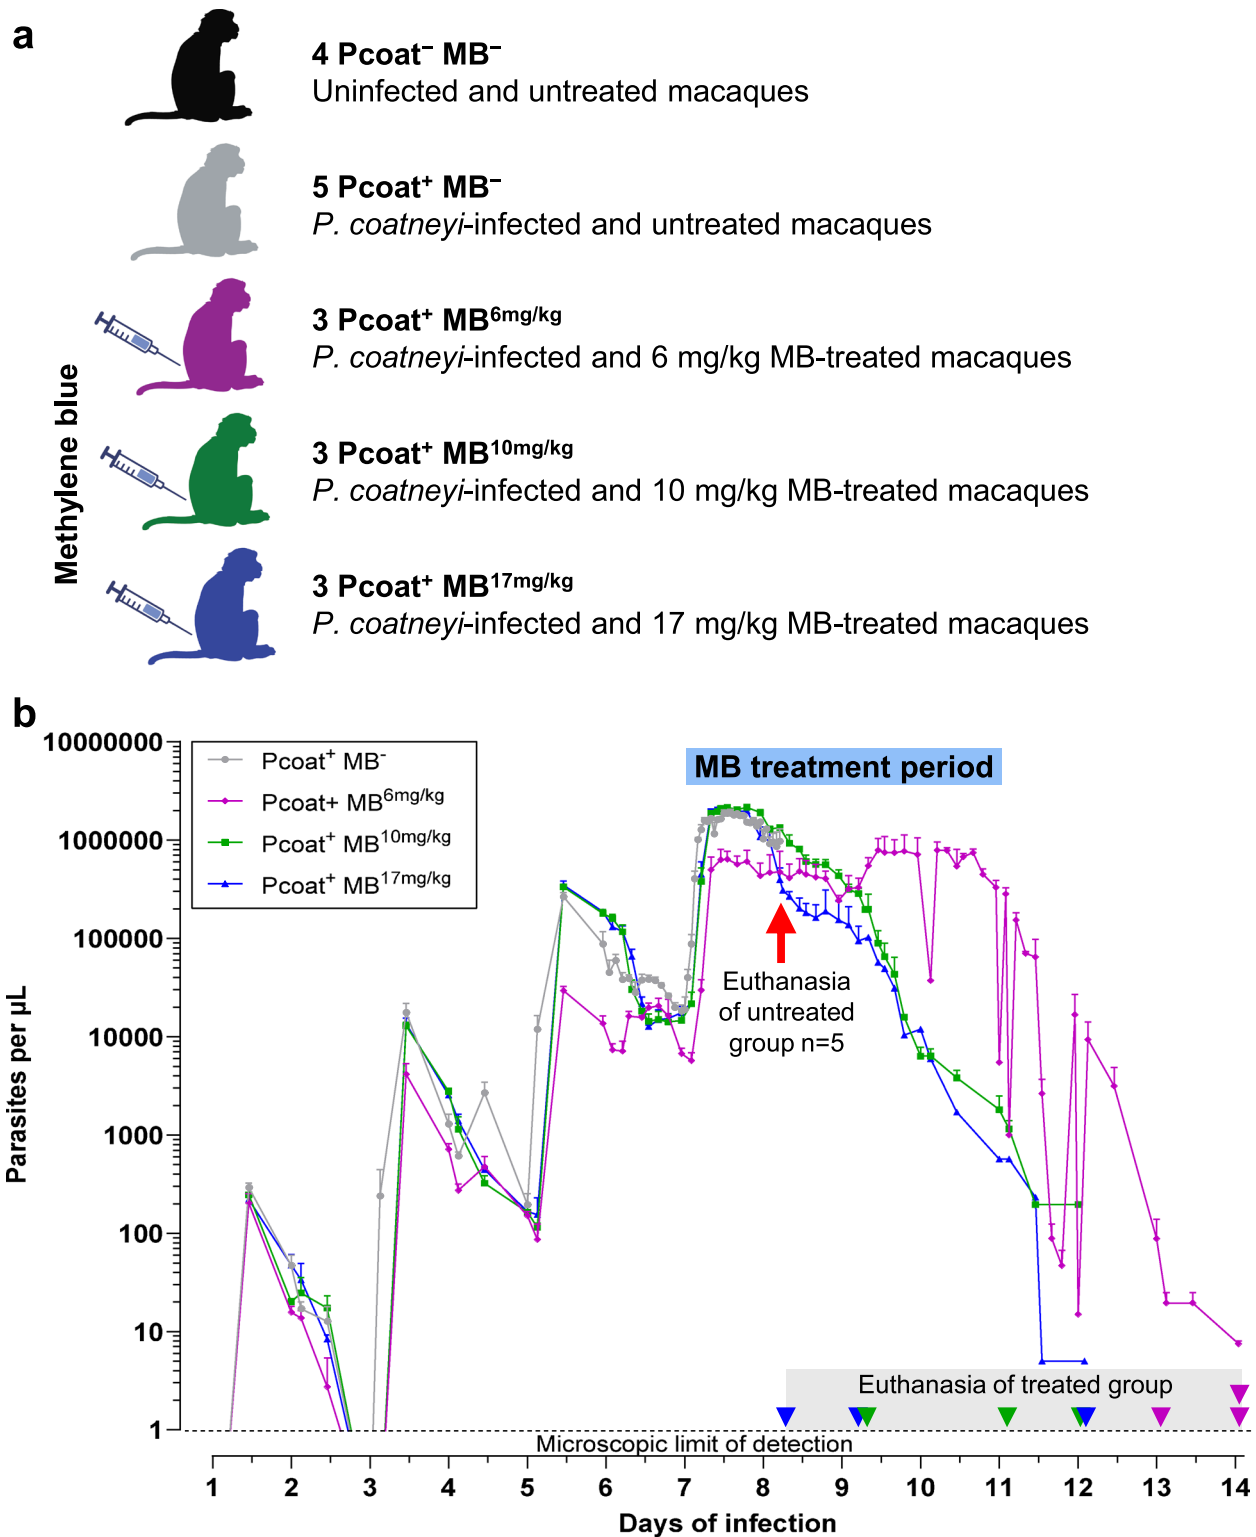 a
4 Pcoat⁻ MB⁻
Uninfected and untreated macaques
5 Pcoat⁺ MB⁻
P. coatneyi-infected and untreated macaques
3 Pcoat⁺ MB⁶ᵐᵍ/ᵏᵍ
P. coatneyi-infected and 6 mg/kg MB-treated macaques
3 Pcoat⁺ MB¹⁰ᵐᵍ/ᵏᵍ
P. coatneyi-infected and 10 mg/kg MB-treated macaques
3 Pcoat⁺ MB¹⁷ᵐᵍ/ᵏᵍ
P. coatneyi-infected and 17 mg/kg MB-treated macaques
Methylene blue
b
10000000
1000000
100000
10000
1000
100
10
1
Parasites per µL
Pcoat⁺ MB⁻
Pcoat+ MB⁶ᵐᵍ/ᵏᵍ
Pcoat⁺ MB¹⁰ᵐᵍ/ᵏᵍ
Pcoat⁺ MB¹⁷ᵐᵍ/ᵏᵍ
MB treatment period
Euthanasia
of untreated
group n=5
Euthanasia of treated group
Microscopic limit of detection
1 2 3 4 5 6 7 8 9 10 11 12 13 14
Days of infection